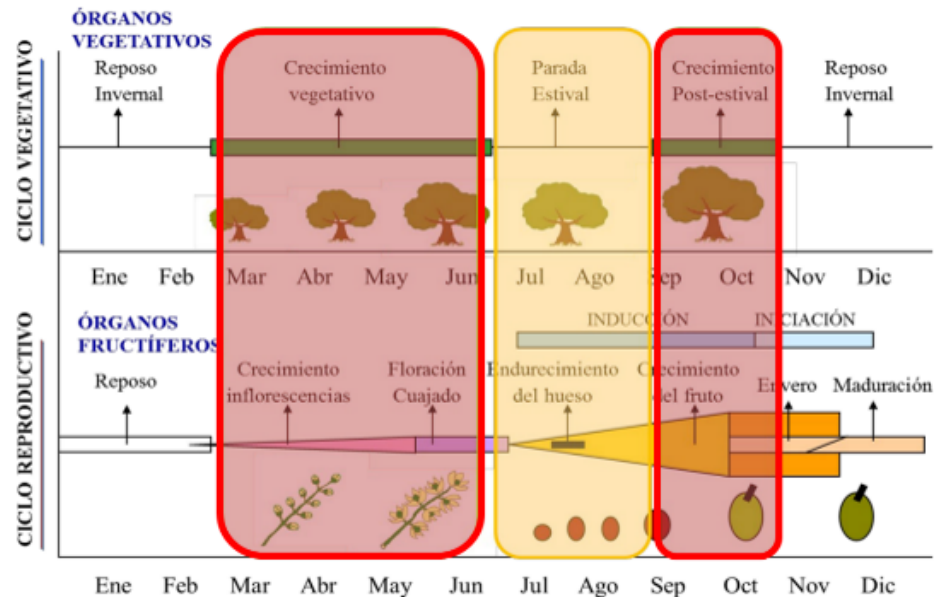 ÓRGANOS
VEGETATIVOS
CICLO VEGETATIVO
Reposo
Invernal
Crecimiento
vegetativo
Parada
Estival
Crecimiento
Post-estival
Reposo
Invernal
Ene Feb Mar Abr May Jun Jul Ago Sep Oct Nov Dic
CICLO REPRODUCTIVO
ÓRGANOS
FRUCTÍFEROS
INDUCCIÓN
INICIACIÓN
Reposo
Crecimiento
inflorescencias
Floración
Cuajado
Endurecimiento
del hueso
Crecimiento
del fruto
Envero
Maduración
Ene Feb Mar Abr May Jun Jul Ago Sep Oct Nov Dic